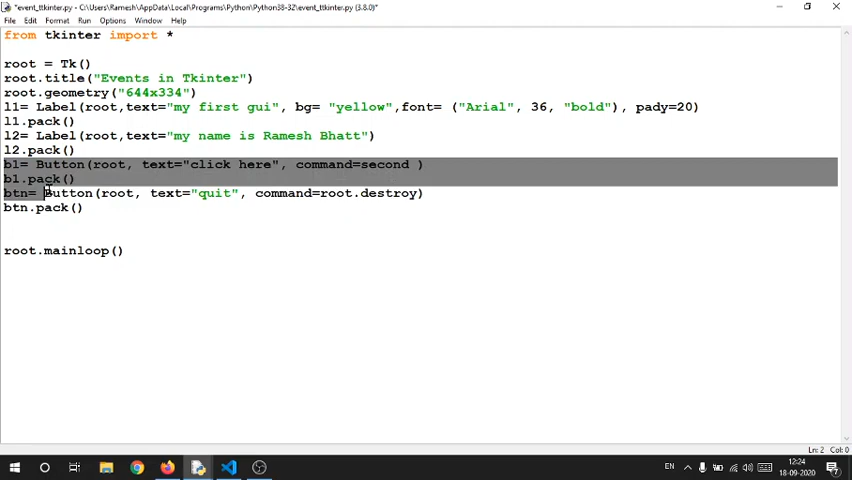 *event_ttkinter.py - C:\Users\Ramesh\AppData\Local\Programs\Python\Python38-32\event_ttkinter.py (3.8.0)*
File Edit Format Run Options Window Help
from tkinter import *
root = Tk()
root.title("Events in Tkinter")
root.geometry("644x334")
l1= Label(root,text="my first gui", bg= "yellow",font= ("Arial", 36, "bold"), pady=20)
l1.pack()
l2= Label(root,text="my name is Ramesh Bhatt")
l2.pack()
b1= Button(root, text="click here", command=second )
b1.pack()
btn= Button(root, text="quit", command=root.destroy)
btn.pack()
root.mainloop()
Ln: 2 Col: 0
EN
12:24
18-09-2020
7